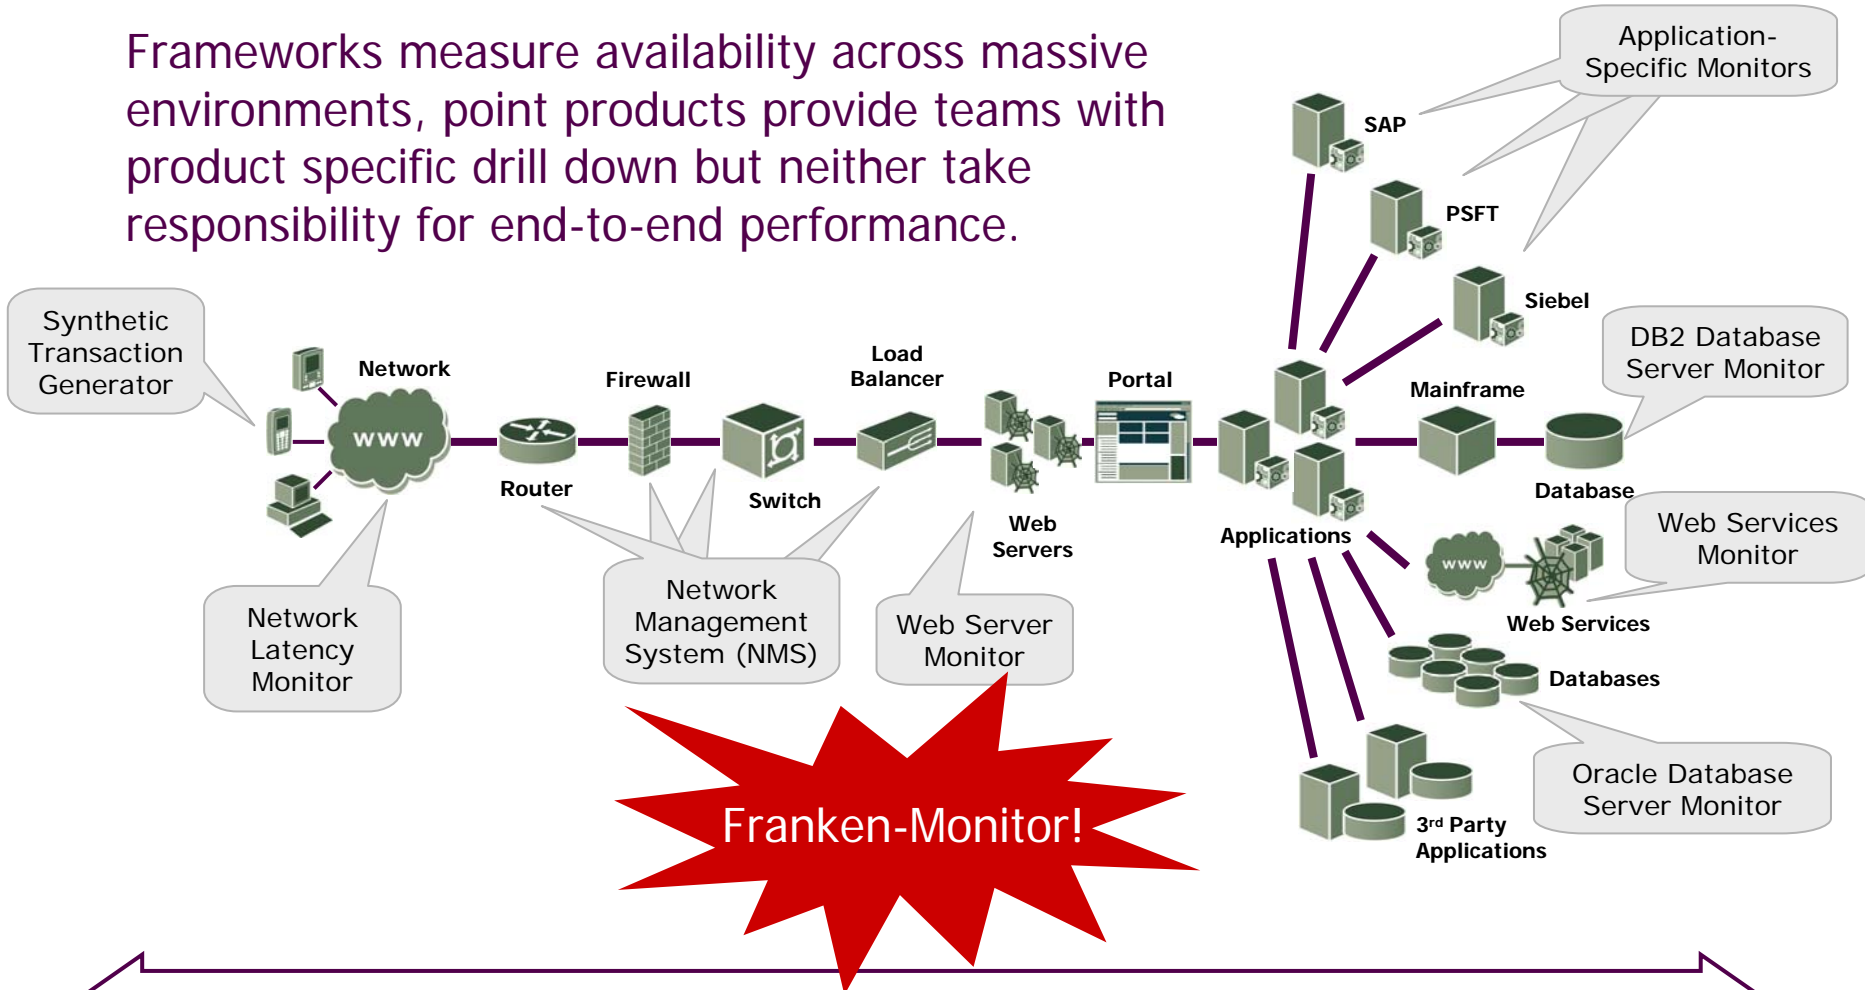 Frameworks measure availability across massive
environments, point products provide teams with
product specific drill down but neither take
responsibility for end-to-end performance.
Application-
Specific Monitors
SAP
PSFT
Siebel
Synthetic
Transaction
Generator
DB2 Database
Server Monitor
Network
Firewall
Load
Balancer
Portal
Mainframe
www
Router
Switch
Web
Servers
Applications
Database
Web Services
Monitor
www
Web Services
Network
Latency
Monitor
Network
Management
System (NMS)
Web Server
Monitor
Databases
Oracle Database
Server Monitor
Franken-Monitor!
3rd Party
Applications